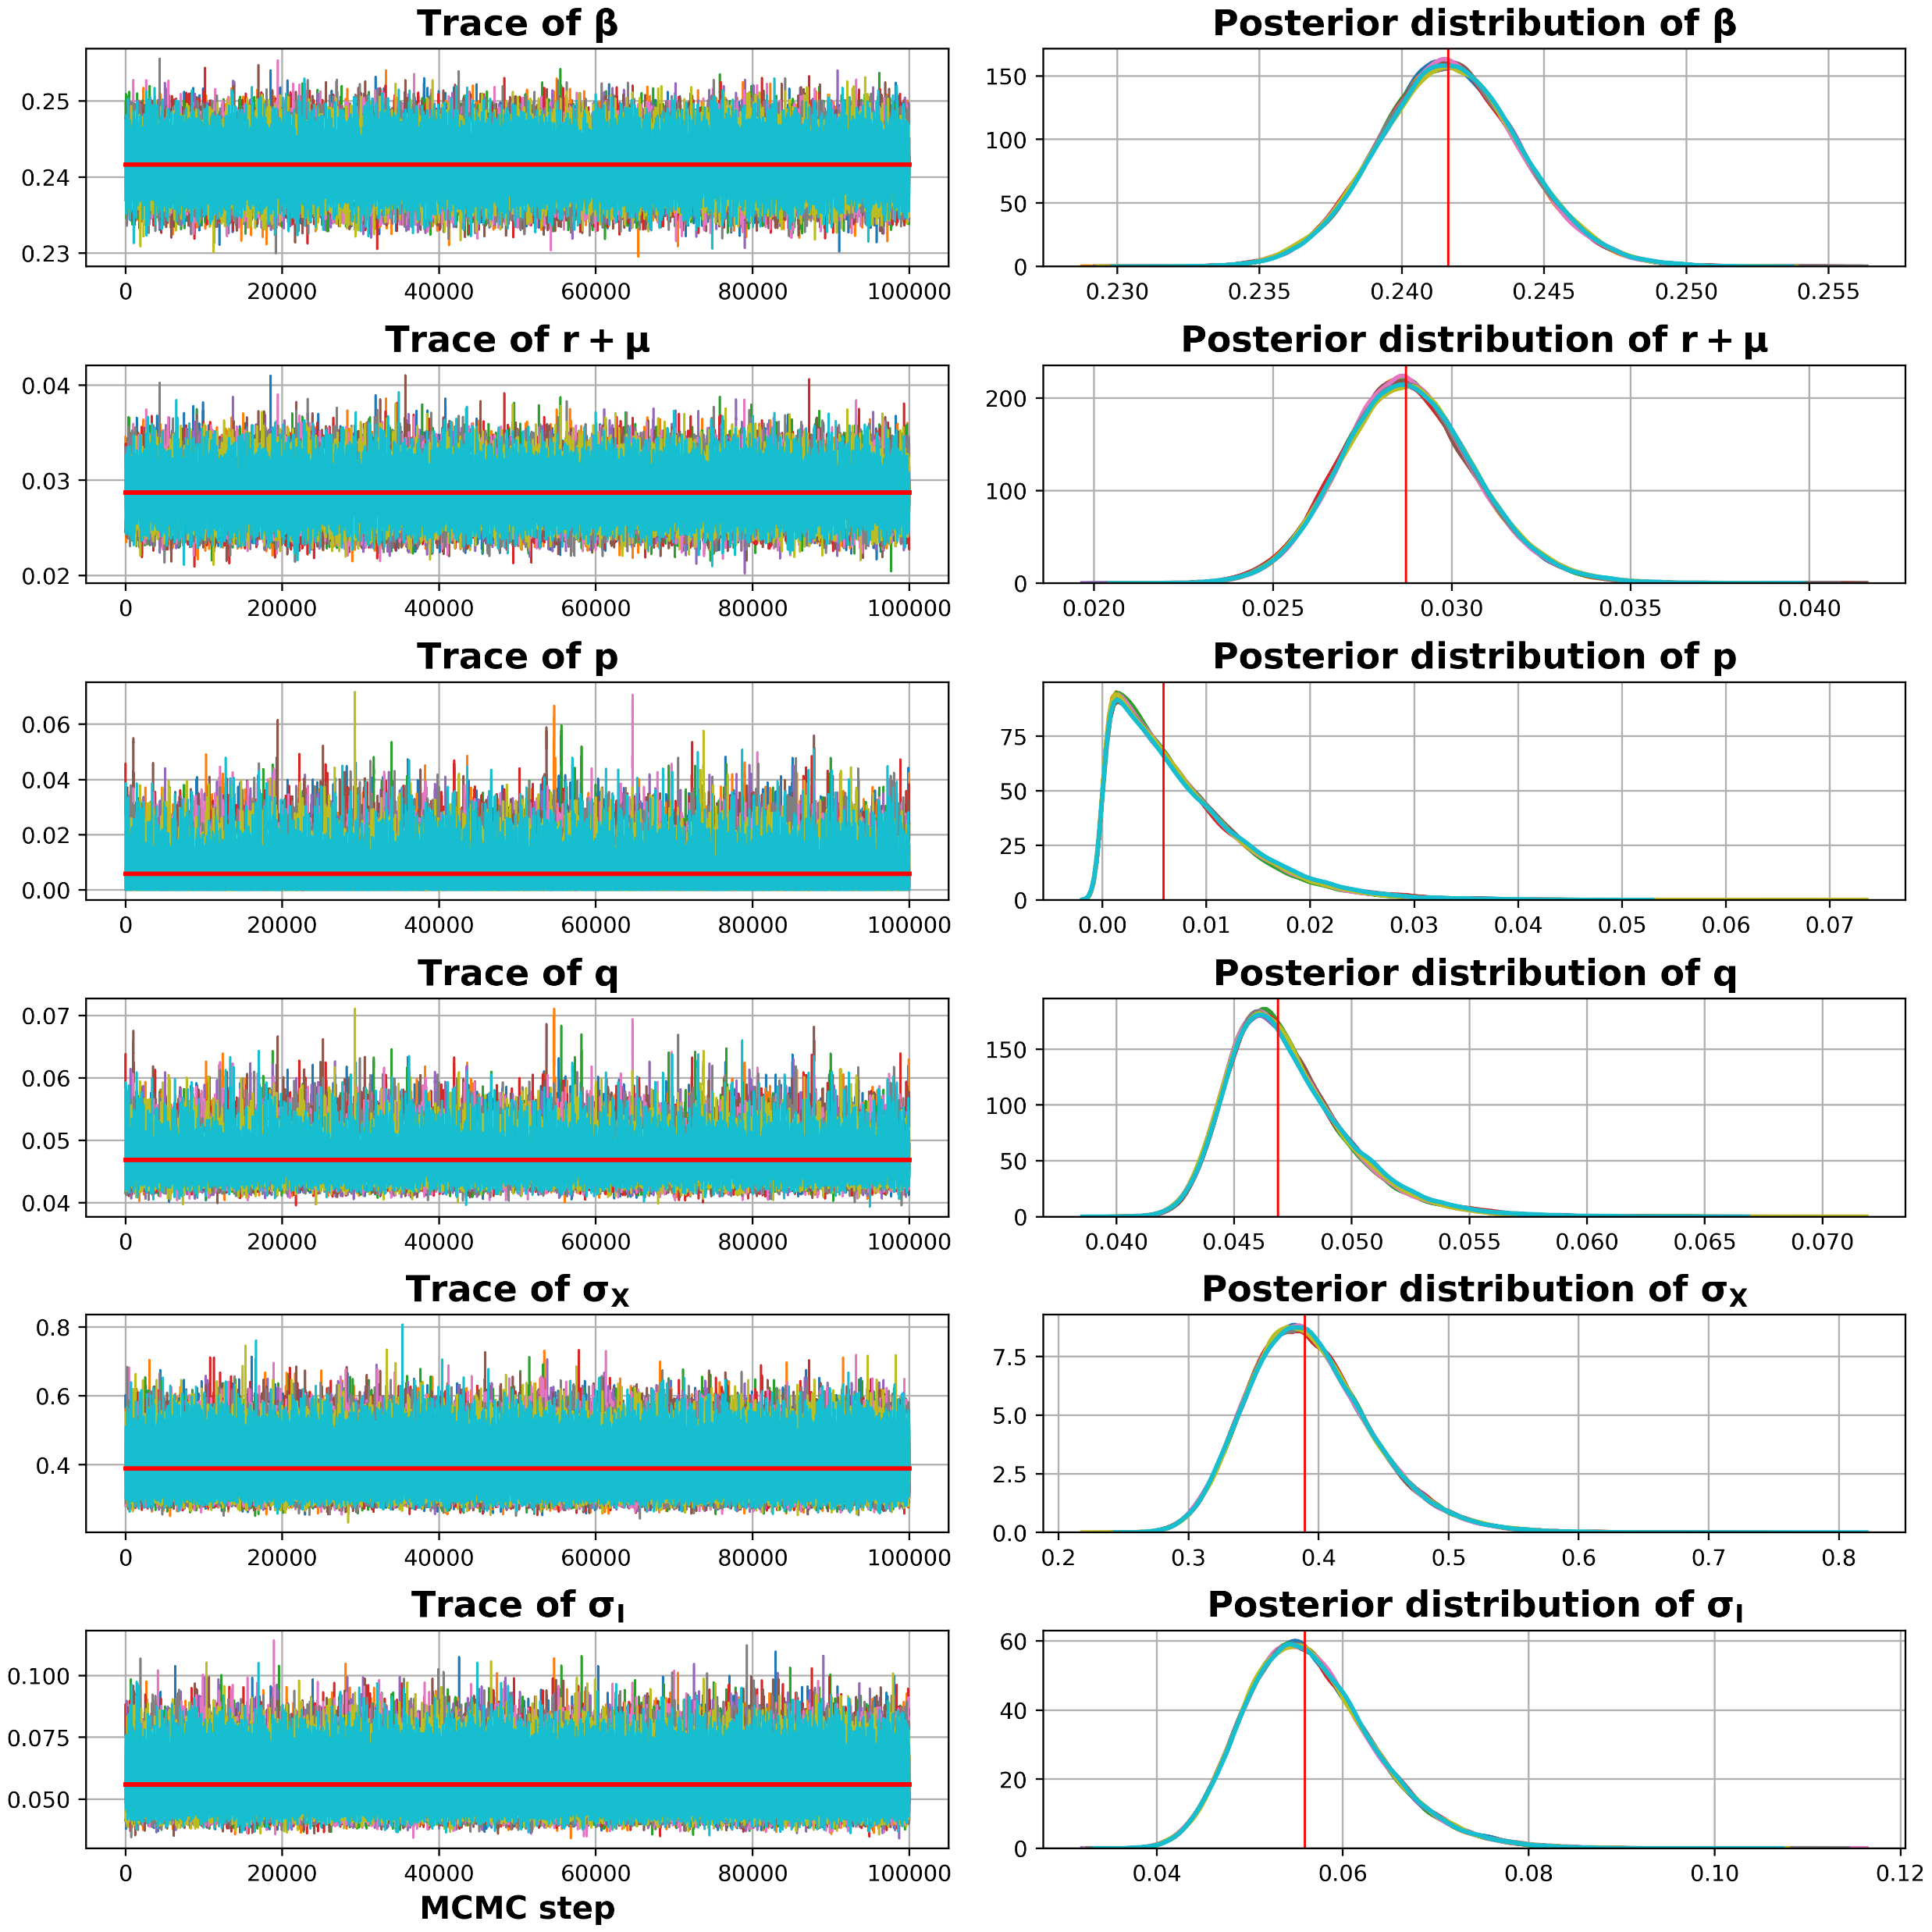 Trace of β
Posterior distribution of β
0.25
0.24
0.23
0 20000 40000 60000 80000 100000
150
100
50
0
0.230 0.235 0.240 0.245 0.250 0.255
Trace of r + μ
Posterior distribution of r + μ
0.04
0.03
0.02
0 20000 40000 60000 80000 100000
200
100
0
0.020 0.025 0.030 0.035 0.040
Trace of p
Posterior distribution of p
0.06
0.04
0.02
0.00
0 20000 40000 60000 80000 100000
75
50
25
0
0.00 0.01 0.02 0.03 0.04 0.05 0.06 0.07
Trace of q
Posterior distribution of q
0.07
0.06
0.05
0.04
0 20000 40000 60000 80000 100000
150
100
50
0
0.040 0.045 0.050 0.055 0.060 0.065 0.070
Trace of σX
Posterior distribution of σX
0.8
0.6
0.4
0 20000 40000 60000 80000 100000
7.5
5.0
2.5
0.0
0.2 0.3 0.4 0.5 0.6 0.7 0.8
Trace of σI
Posterior distribution of σI
0.100
0.075
0.050
0 20000 40000 60000 80000 100000
MCMC step
60
40
20
0
0.04 0.06 0.08 0.10 0.12